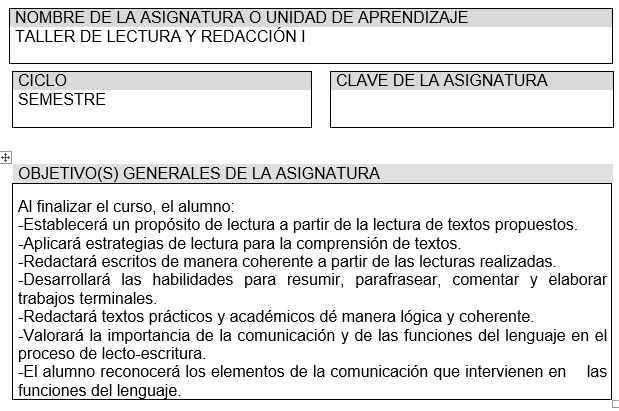 NOMBRE DE LA ASIGNATURA O UNIDAD DE APRENDIZAJE
TALLER DE LECTURA Y REDACCIÓN I
CICLO
SEMESTRE
CLAVE DE LA ASIGNATURA
OBJETIVO(S) GENERALES DE LA ASIGNATURA
Al finalizar el curso, el alumno:
-Establecerá un propósito de lectura a partir de la lectura de textos propuestos.
-Aplicará estrategias de lectura para la comprensión de textos.
-Redactará escritos de manera coherente a partir de las lecturas realizadas.
-Desarrollará las habilidades para resumir, parafrasear, comentar y elaborar
trabajos terminales.
-Redactará textos prácticos y académicos dé manera lógica y coherente.
-Valorará la importancia de la comunicación y de las funciones del lenguaje en el
proceso de lecto-escritura.
-El alumno reconocerá los elementos de la comunicación que intervienen en las
funciones del lenguaje.